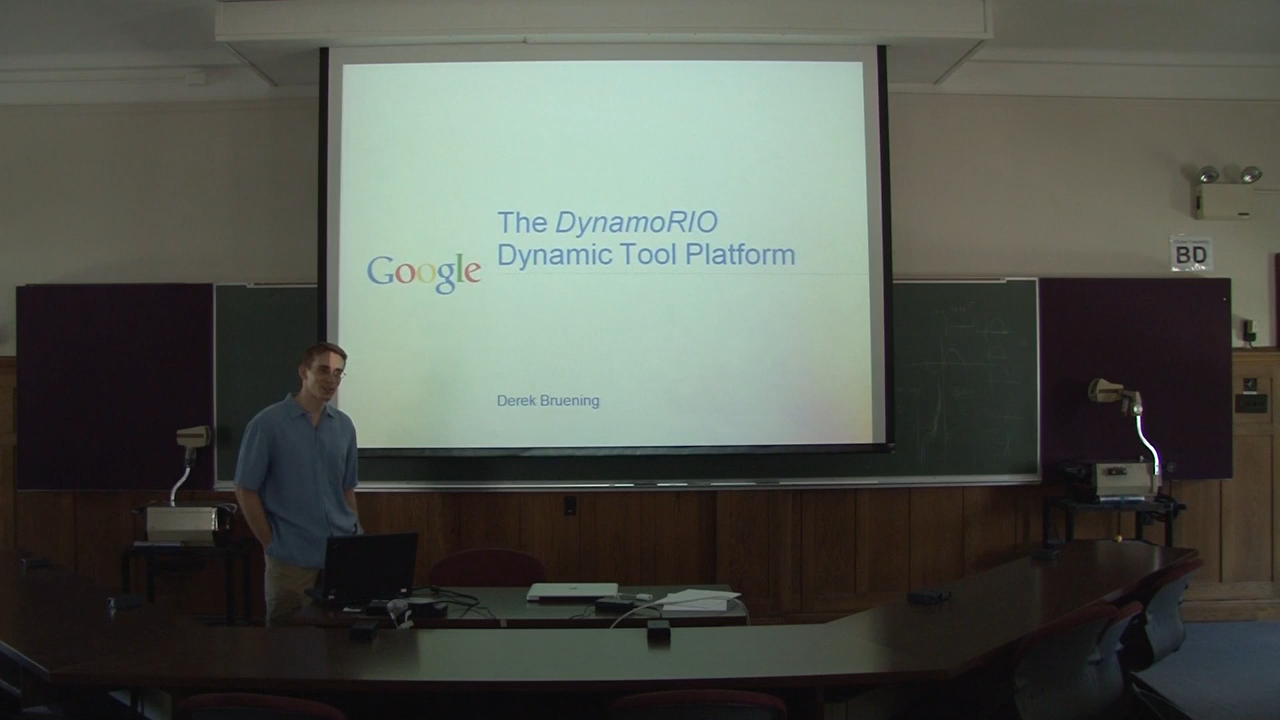 The DynamoRIO
Dynamic Tool Platform
Google
Derek Bruening
BD